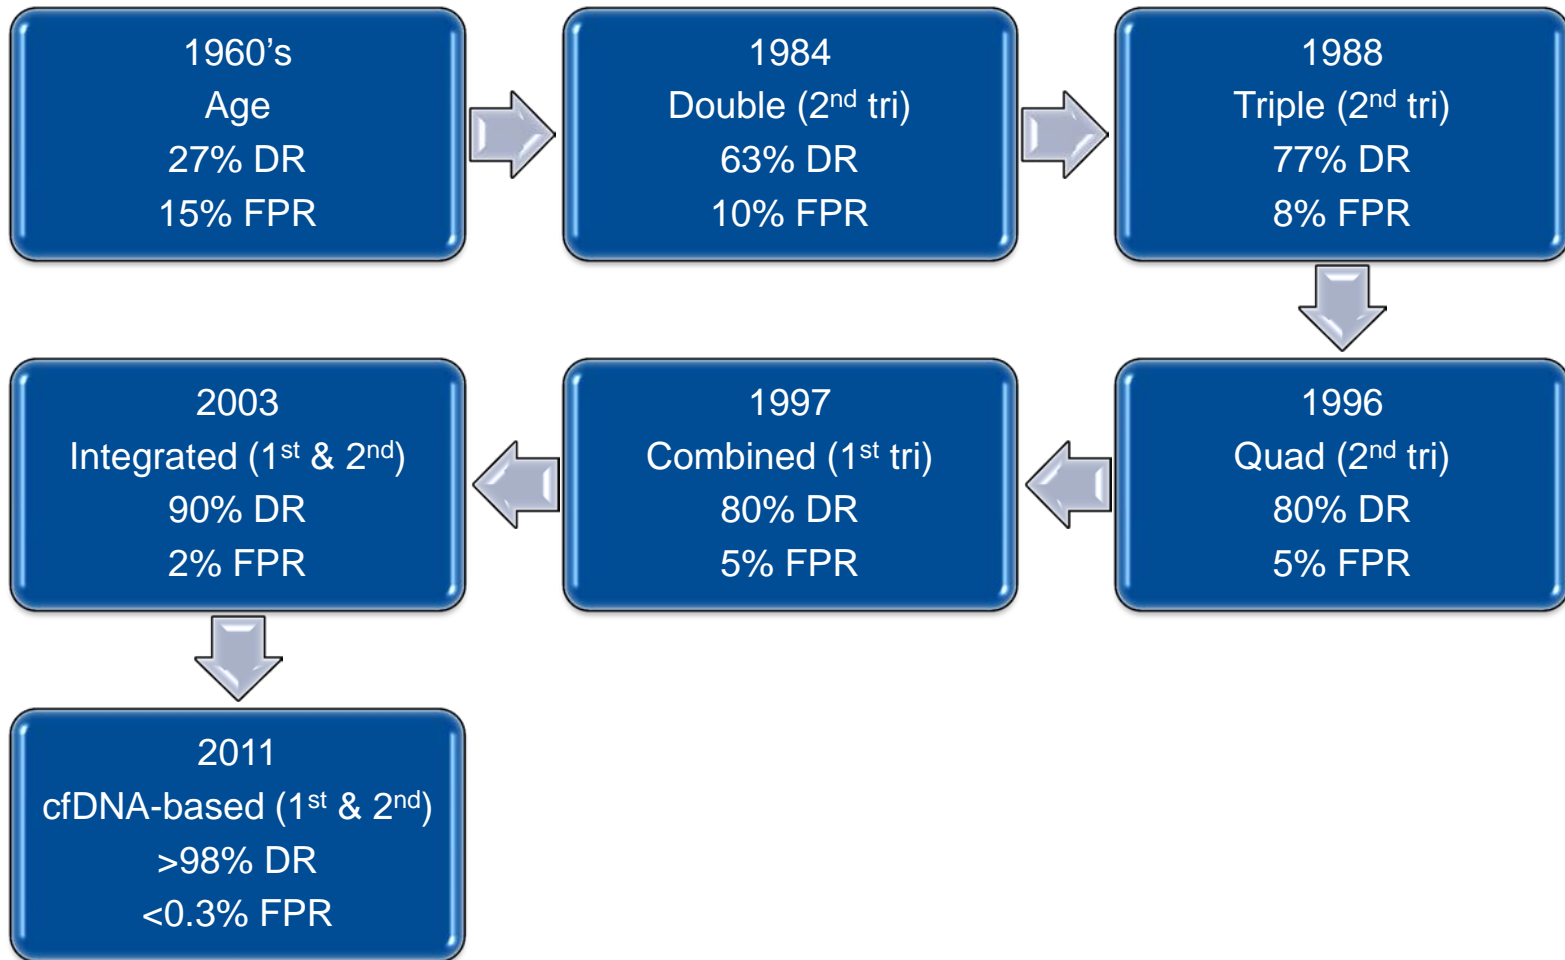 1960’s
Age
27% DR
15% FPR
1984
Double (2nd tri)
63% DR
10% FPR
1988
Triple (2nd tri)
77% DR
8% FPR
1996
Quad (2nd tri)
80% DR
5% FPR
1997
Combined (1st tri)
80% DR
5% FPR
2003
Integrated (1st & 2nd)
90% DR
2% FPR
2011
cfDNA-based (1st & 2nd)
>98% DR
<0.3% FPR